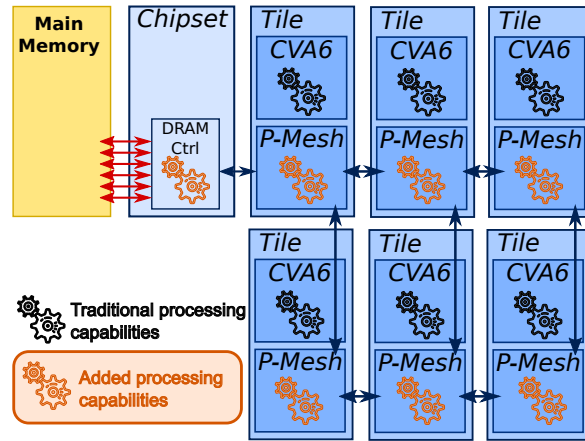 Main
Memory
Chipset
DRAM
Ctrl
Tile
CVA6
P-Mesh
Tile
CVA6
P-Mesh
Tile
CVA6
P-Mesh
Tile
CVA6
P-Mesh
Tile
CVA6
P-Mesh
Tile
CVA6
P-Mesh
Traditional processing
capabilities
Added processing
capabilities